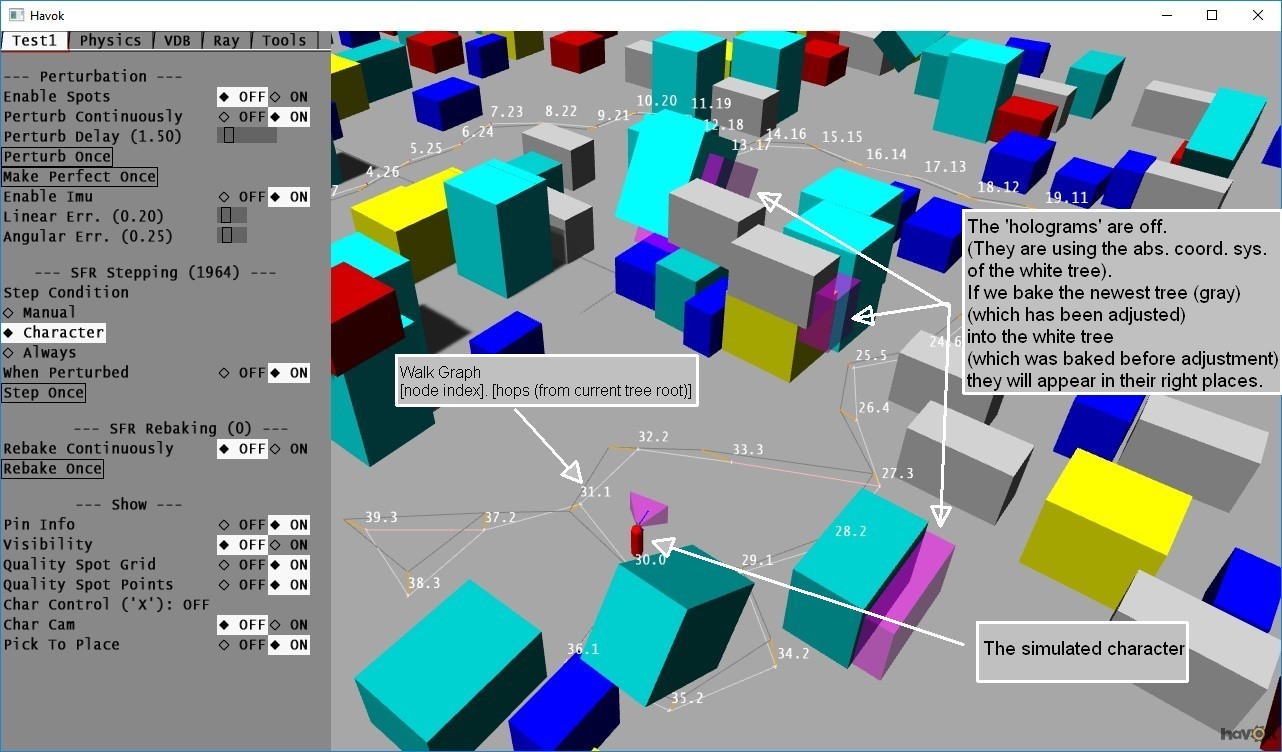 Havok
Test1 Physics VDB Ray Tools
--- Perturbation ---
Enable Spots OFF ON
Perturb Continuously OFF ON
Perturb Delay (1.50)
Perturb Once
Make Perfect Once
Enable Imu OFF ON
Linear Err. (0.20)
Angular Err. (0.25)
--- SFR Stepping (1964) ---
Step Condition
Manual
Character
Always
When Perturbed OFF ON
Step Once
--- SFR Rebaking (0) ---
Rebake Continuously OFF ON
Rebake Once
--- Show ---
Pin Info OFF ON
Visibility OFF ON
Quality Spot Grid OFF ON
Quality Spot Points OFF ON
Char Control ('X'): OFF
Char Cam OFF ON
Pick To Place OFF ON
4.26
5.25
6.24
7.23
8.22
9.21
10.20
11.19
12.18
13.17
14.16
15.15
16.14
17.13
18.12
19.11
The 'holograms' are off.
(They are using the abs. coord. sys.
of the white tree).
If we bake the newest tree (gray)
(which has been adjusted)
into the white tree
(which was baked before adjustment)
they will appear in their right places.
24.6
25.5
26.4
27.3
Walk Graph
[node index]. [hops (from current tree root)]
32.2
33.3
31.1
39.3
37.2
38.3
30.0
29.1
28.2
36.1
34.2
35.2
The simulated character
havok